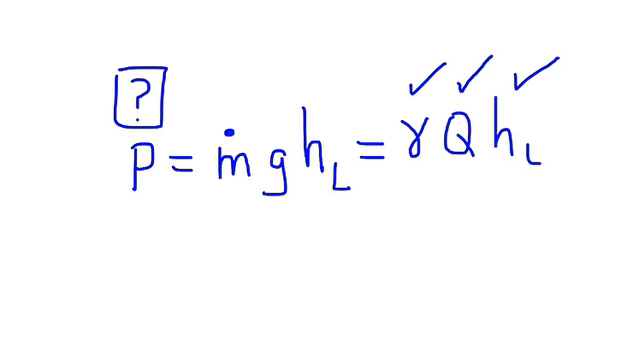 ?
P = ṁ g h_L = γ Q h_L